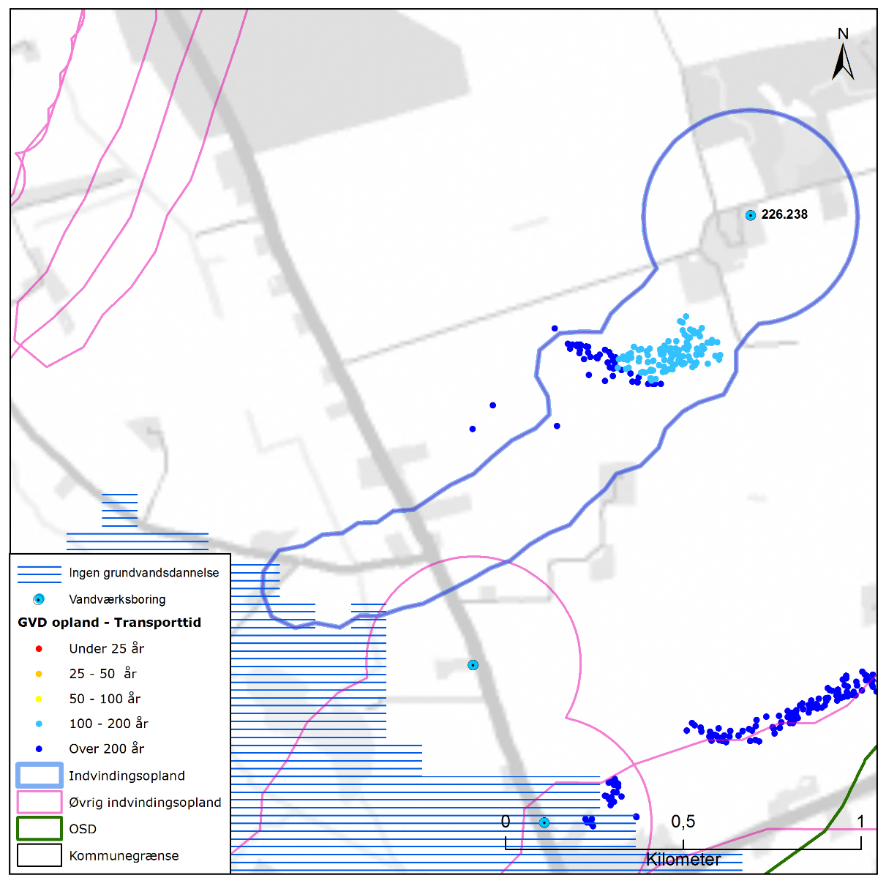 N
226.238
Ingen grundvandsdannelse
Vandværksboring
GVD opland - Transporttid
Under 25 år
25 - 50 år
50 - 100 år
100 - 200 år
Over 200 år
Indvindingsopland
Øvrig indvindingsopland
OSD
Kommunegrænse
0 0,5 1
Kilometer